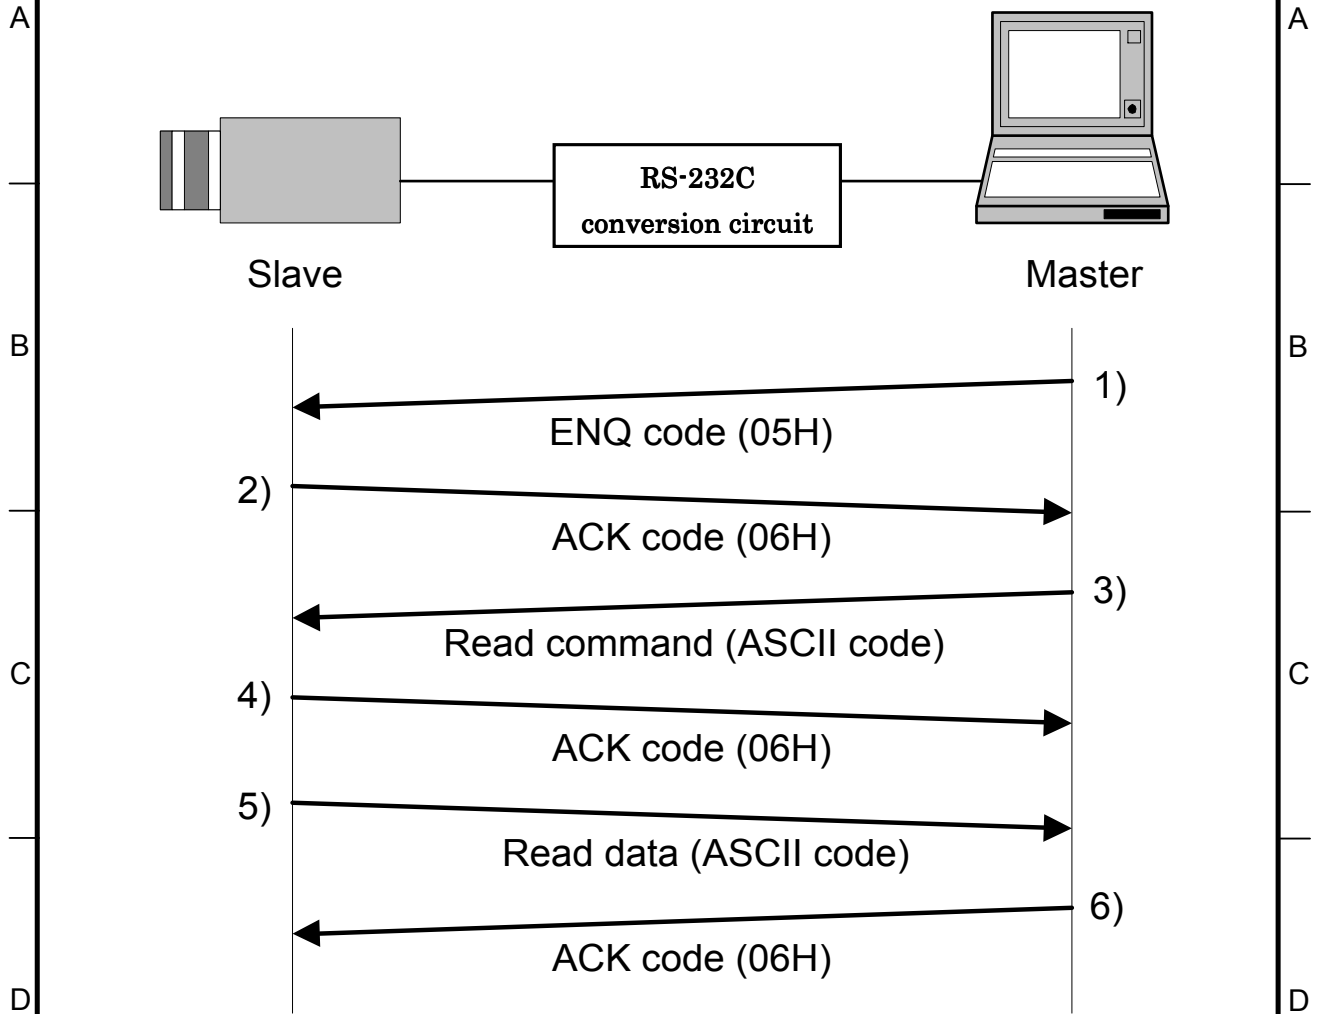 A
A
RS-232C
conversion circuit
Slave
Master
B
B
1)
ENQ code (05H)
2)
ACK code (06H)
3)
Read command (ASCII code)
C
C
4)
ACK code (06H)
5)
Read data (ASCII code)
6)
ACK code (06H)
D
D